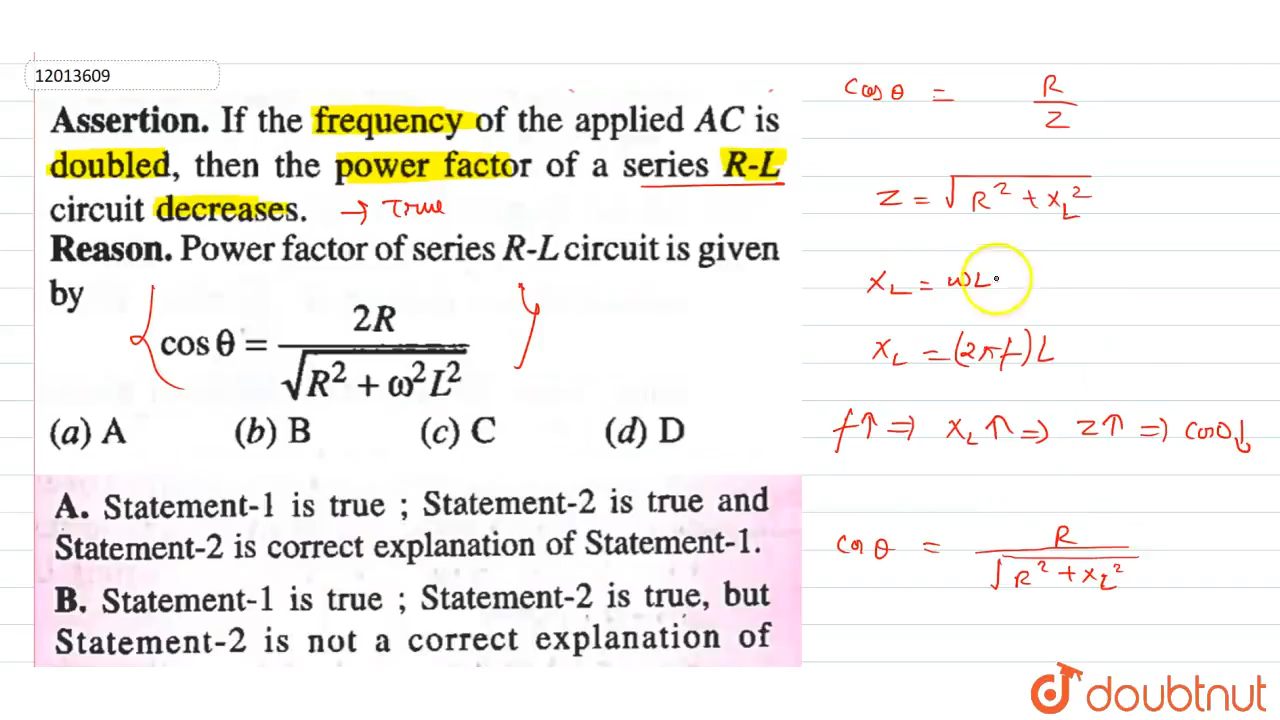 12013609
Assertion. If the frequency of the applied AC is
doubled, then the power factor of a series R-L
circuit decreases. → True
Reason. Power factor of series R-L circuit is given
by
cos θ = 2R / √(R² + ω²L²)
(a) A (b) B (c) C (d) D
A. Statement-1 is true ; Statement-2 is true and
Statement-2 is correct explanation of Statement-1.
B. Statement-1 is true ; Statement-2 is true, but
Statement-2 is not a correct explanation of
cos θ = R / Z
Z = √(R² + X_L²)
X_L = ωL
X_L = (2πf) L
f↑ ⇒ X_L ↑ ⇒ Z↑ ⇒ cosθ↓
cos θ = R / √(R² + X_L²)
doubtnut